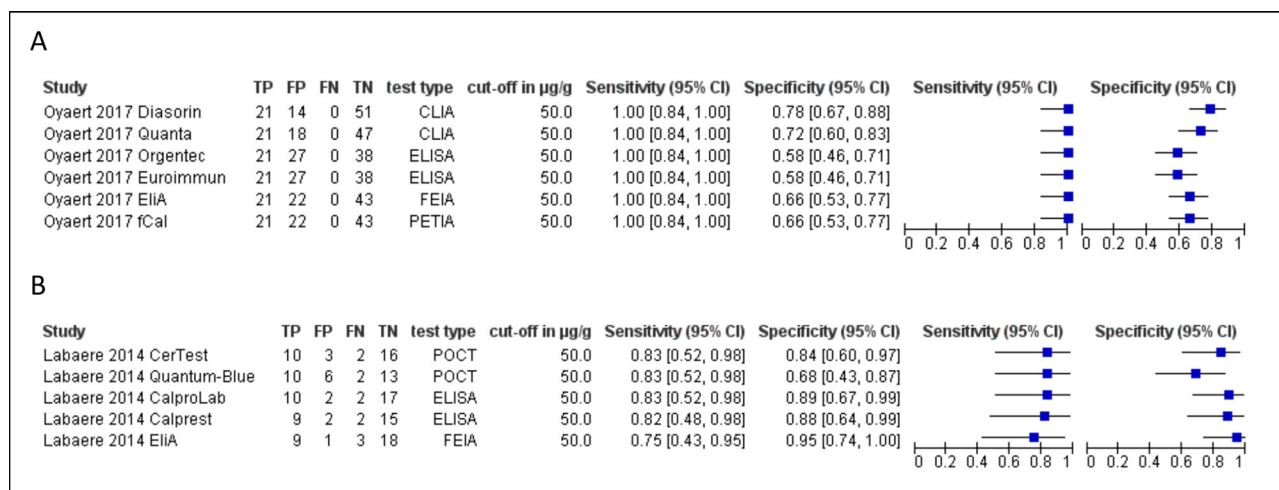 A
Study TP FP FN TN test type cut-off in µg/g Sensitivity (95% CI) Specificity (95% CI) Sensitivity (95% CI) Specificity (95% CI)
Oyaert 2017 Diasorin 21 14 0 51 CLIA 50.0 1.00 [0.84, 1.00] 0.78 [0.67, 0.88]
Oyaert 2017 Quanta 21 18 0 47 CLIA 50.0 1.00 [0.84, 1.00] 0.72 [0.60, 0.83]
Oyaert 2017 Orgentec 21 27 0 38 ELISA 50.0 1.00 [0.84, 1.00] 0.58 [0.46, 0.71]
Oyaert 2017 Euroimmun 21 27 0 38 ELISA 50.0 1.00 [0.84, 1.00] 0.58 [0.46, 0.71]
Oyaert 2017 EliA 21 22 0 43 FEIA 50.0 1.00 [0.84, 1.00] 0.66 [0.53, 0.77]
Oyaert 2017 fCal 21 22 0 43 PETIA 50.0 1.00 [0.84, 1.00] 0.66 [0.53, 0.77]
0 0.2 0.4 0.6 0.8 1 0 0.2 0.4 0.6 0.8 1
B
Study TP FP FN TN test type cut-off in µg/g Sensitivity (95% CI) Specificity (95% CI) Sensitivity (95% CI) Specificity (95% CI)
Labaere 2014 CerTest 10 3 2 16 POCT 50.0 0.83 [0.52, 0.98] 0.84 [0.60, 0.97]
Labaere 2014 Quantum-Blue 10 6 2 13 POCT 50.0 0.83 [0.52, 0.98] 0.68 [0.43, 0.87]
Labaere 2014 CalproLab 10 2 2 17 ELISA 50.0 0.83 [0.52, 0.98] 0.89 [0.67, 0.99]
Labaere 2014 Calprest 9 2 2 15 ELISA 50.0 0.82 [0.48, 0.98] 0.88 [0.64, 0.99]
Labaere 2014 EliA 9 1 3 18 FEIA 50.0 0.75 [0.43, 0.95] 0.95 [0.74, 1.00]
0 0.2 0.4 0.6 0.8 1 0 0.2 0.4 0.6 0.8 1